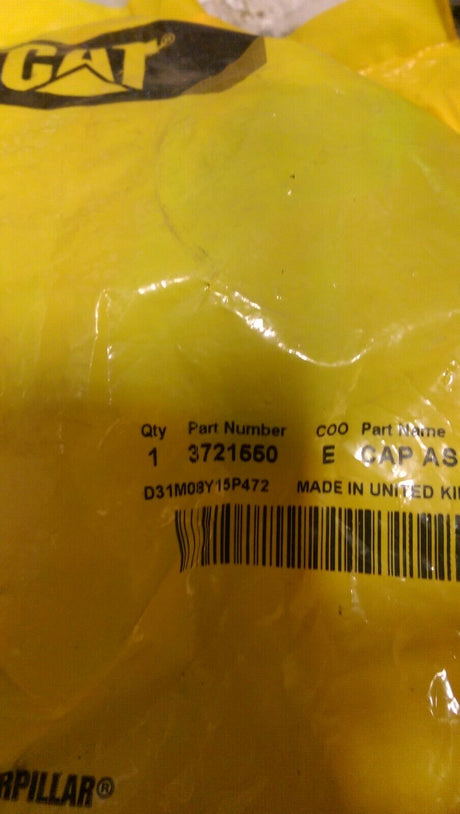 CAT®
Qty Part Number COO Part Name
1 3721550 E CAP AS
D31M08Y15P472 MADE IN UNITED KI
RPILLAR®